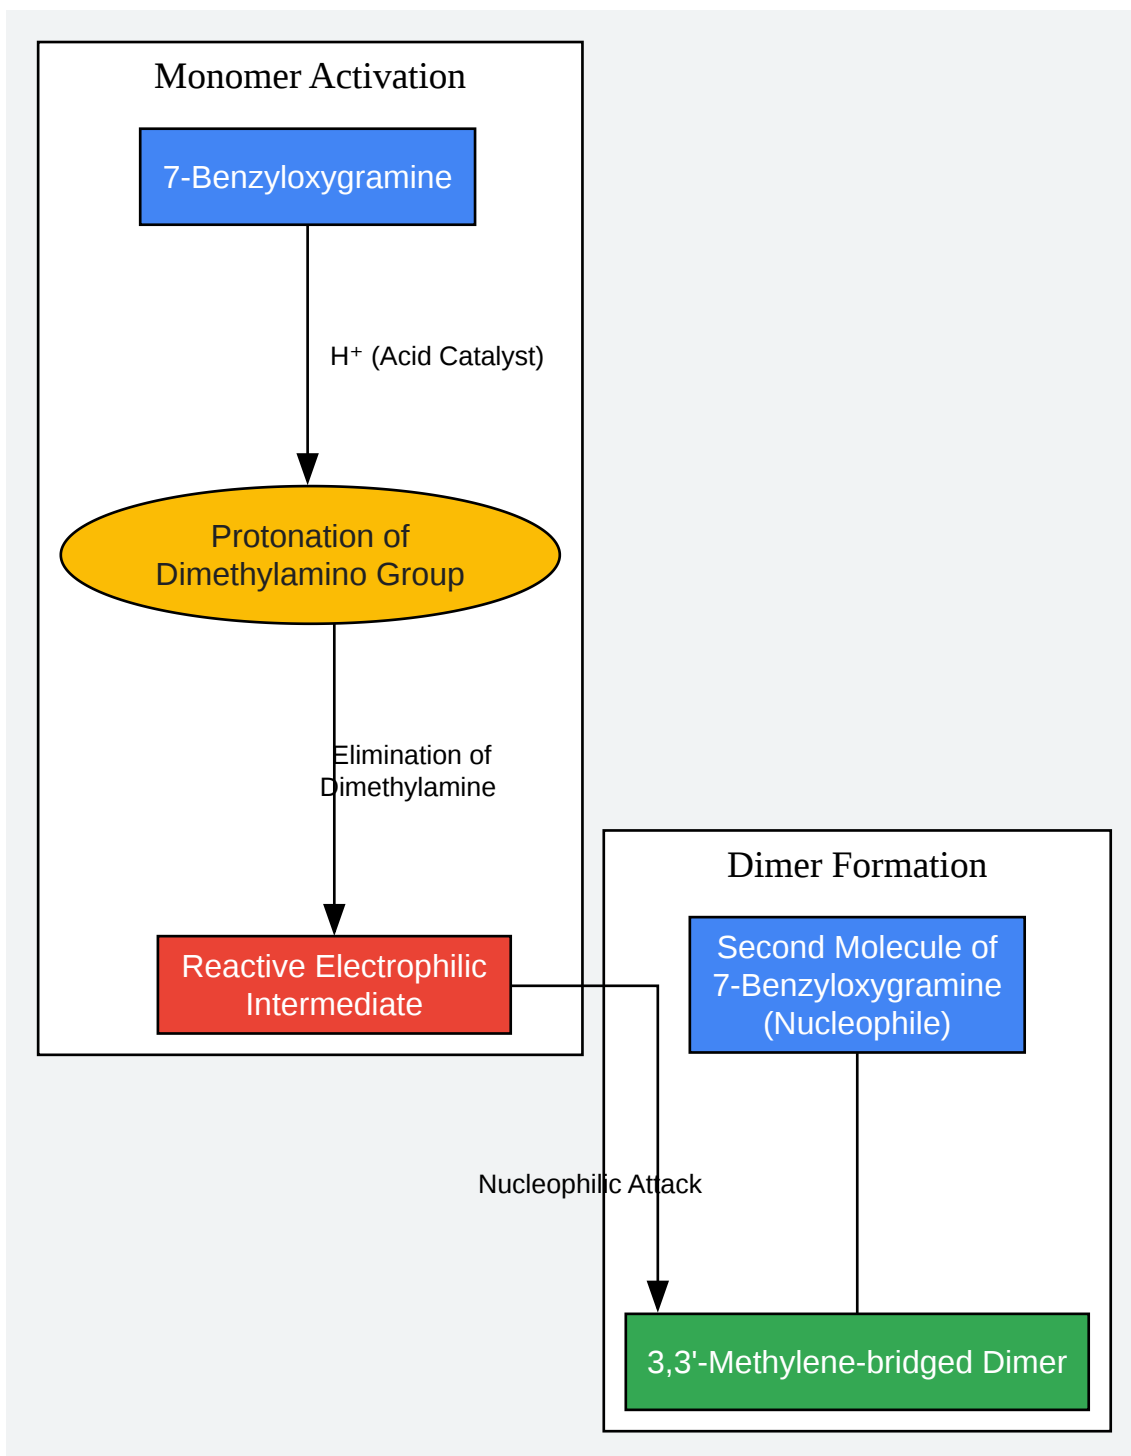 Monomer Activation
7-Benzyloxygramine
H⁺ (Acid Catalyst)
Protonation of
Dimethylamino Group
Elimination of
Dimethylamine
Reactive Electrophilic
Intermediate
Dimer Formation
Second Molecule of
7-Benzyloxygramine
(Nucleophile)
Nucleophilic Attack
3,3'-Methylene-bridged Dimer